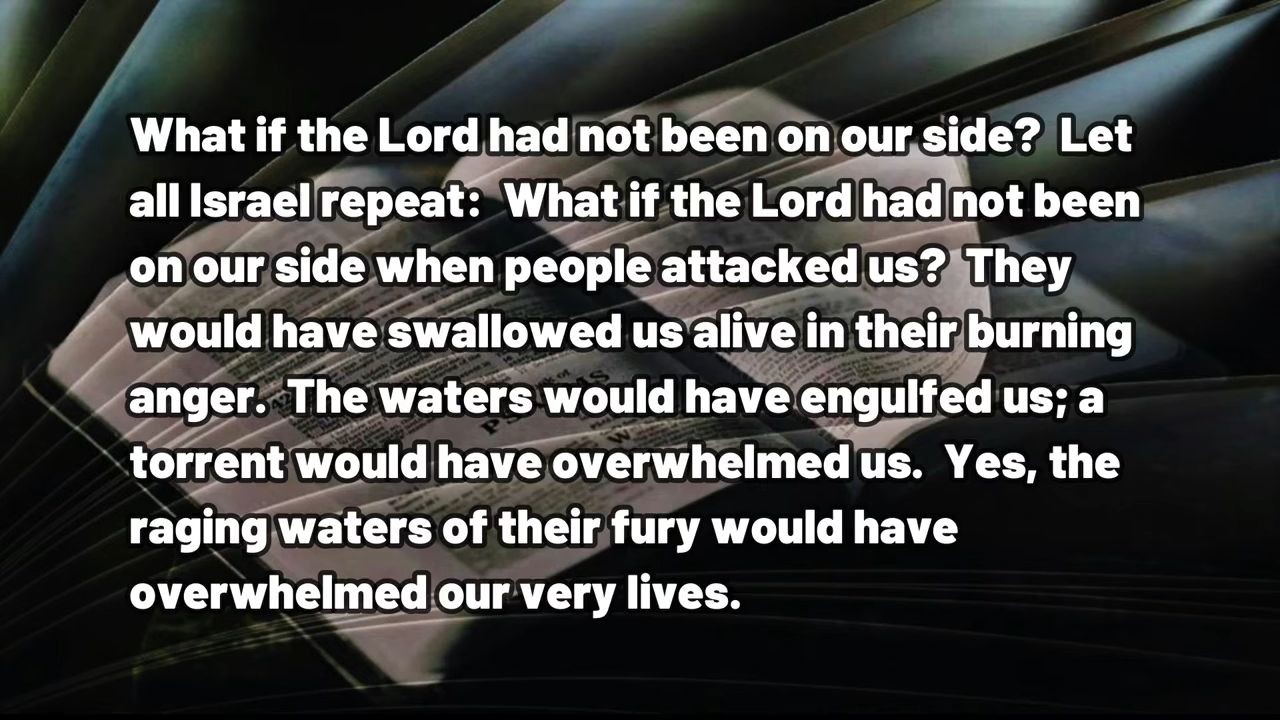 What if the Lord had not been on our side?  Let
all Israel repeat:  What if the Lord had not been
on our side when people attacked us?  They
would have swallowed us alive in their burning
anger.  The waters would have engulfed us; a
torrent would have overwhelmed us.  Yes, the
raging waters of their fury would have
overwhelmed our very lives.